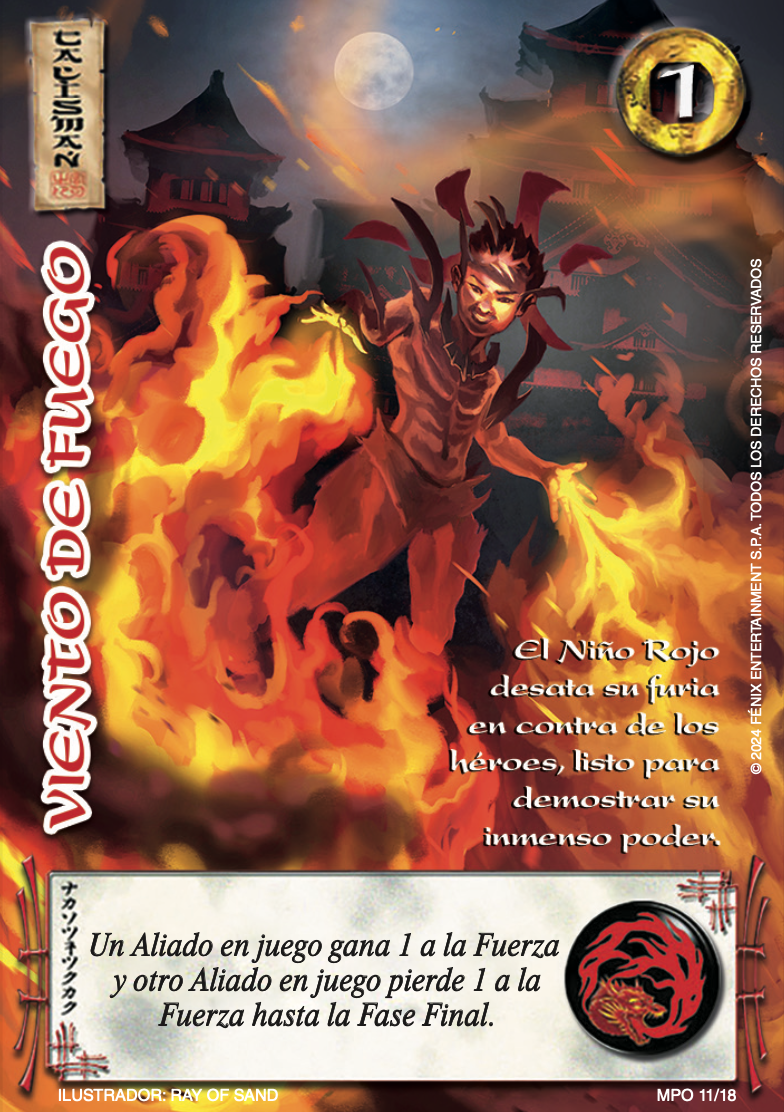 TALISMAN
1
VIENTO DE FUEGO
© 2024 FÉNIX ENTERTAINMENT S.P.A. TODOS LOS DERECHOS RESERVADOS
El Niño Rojo
desata su furia
en contra de los
héroes, listo para
demostrar su
inmenso poder.
Un Aliado en juego gana 1 a la Fuerza
y otro Aliado en juego pierde 1 a la
Fuerza hasta la Fase Final.
ILUSTRADOR: RAY OF SAND
MPO 11/18